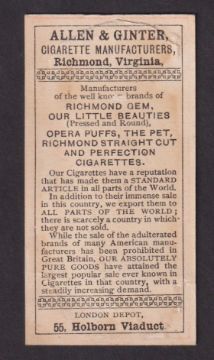 ALLEN & GINTER,
CIGARETTE MANUFACTURERS,
Richmond, Virginia,
Manufacturers
of the well know brands of
RICHMOND GEM,
OUR LITTLE BEAUTIES
(Pressed and Round),
OPERA PUFFS, THE PET,
RICHMOND STRAIGHT CUT
AND PERFECTION
CIGARETTES.
Our Cigarettes have a reputation
that has made them a STANDARD
ARTICLE in all parts of the World.
In addition to their immense sale
in this country, we export them to
ALL PARTS OF THE WORLD;
there is scarcely a country in which
they are not sold.
While the sale of the adulterated
brands of many American manu-
facturers has been prohibited in
Great Britain, OUR ABSOLUTELY
PURE GOODS have attained the
largest popular sale ever known in
Cigarettes in that country, with a
steadily increasing demand.
LONDON DEPOT,
55, Holborn Viaduct